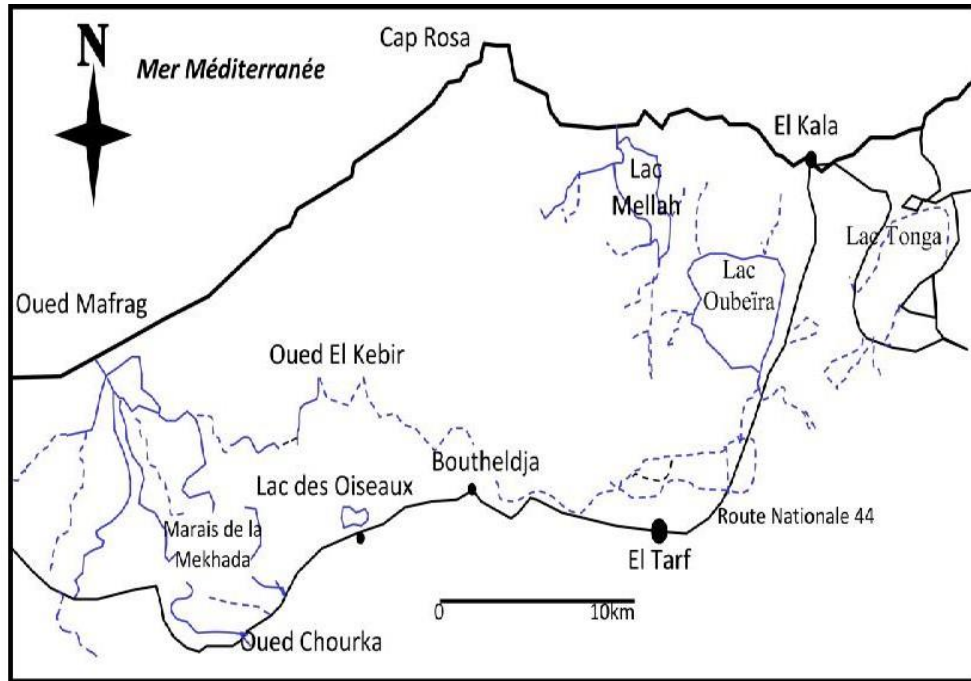 N
Cap Rosa
Mer Méditerranée
El Kala
Lac
Mellah
Lac Tonga
Lac
Oubeïra
Oued Mafrag
Oued El Kebir
Boutheldja
Lac des Oiseaux
Marais de la
Mekhada
Route Nationale 44
El Tarf
0 10km
Oued Chourka